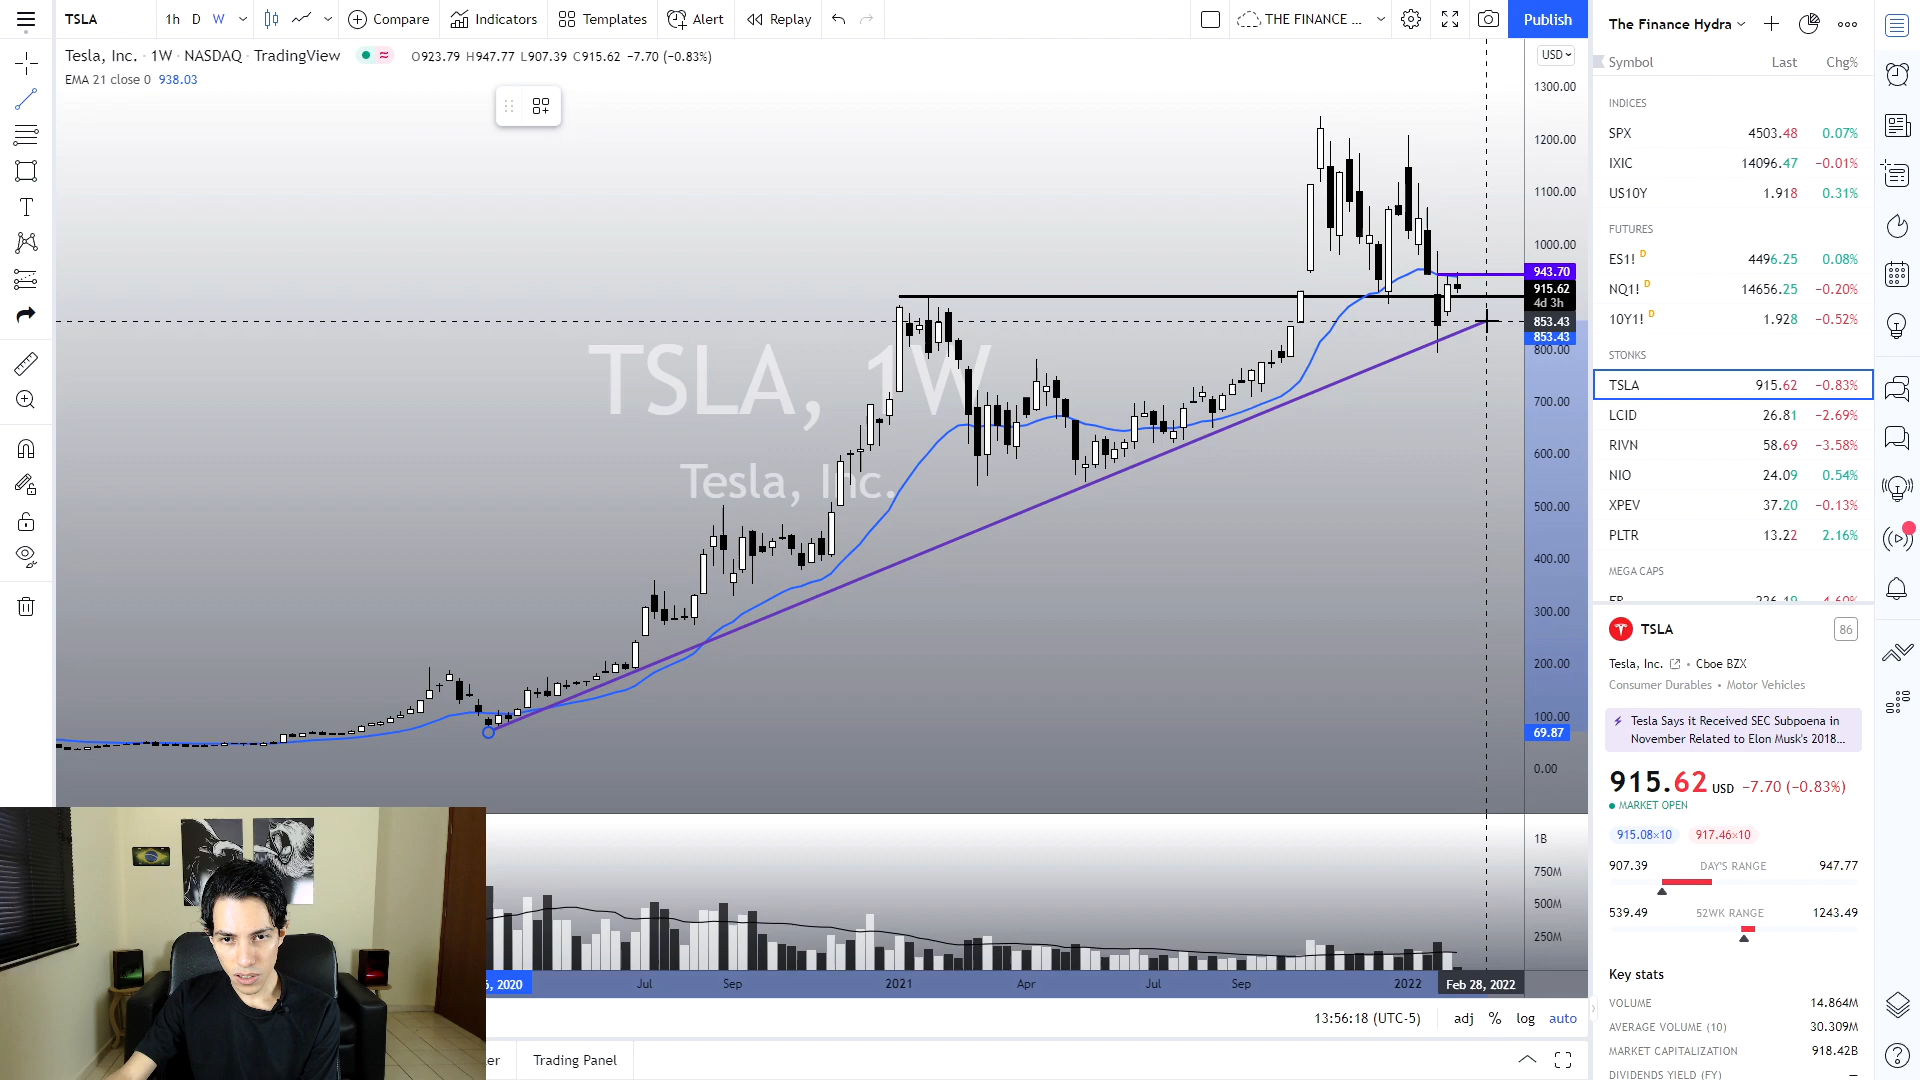 TSLA
1h D W
Compare
Indicators
Templates
Alert
Replay
THE FINANCE ...
Publish
Tesla, Inc. · 1W · NASDAQ · TradingView
O923.79 H947.77 L907.39 C915.62 −7.70 (−0.83%)
EMA 21 close 0 938.03
USD
1300.00
1200.00
1100.00
1000.00
943.70
915.62
4d 3h
853.43
853.43
800.00
700.00
600.00
500.00
400.00
300.00
200.00
100.00
69.87
0.00
TSLA, 1W
Tesla, Inc.
1B
750M
500M
250M
, 2020
Jul
Sep
2021
Apr
Jul
Sep
2022
Feb 28, 2022
13:56:18 (UTC-5)
adj % log auto
er
Trading Panel
The Finance Hydra
Symbol Last Chg%
INDICES
SPX 4503.48 0.07%
IXIC 14096.47 −0.01%
US10Y 1.918 0.31%
FUTURES
ES1! D 4496.25 0.08%
NQ1! D 14656.25 −0.20%
10Y1! D 1.928 −0.52%
STONKS
TSLA 915.62 −0.83%
LCID 26.81 −2.69%
RIVN 58.69 −3.58%
NIO 24.09 0.54%
XPEV 37.20 −0.13%
PLTR 13.22 2.16%
MEGA CAPS
TSLA
86
Tesla, Inc. • Cboe BZX
Consumer Durables • Motor Vehicles
Tesla Says it Received SEC Subpoena in
November Related to Elon Musk's 2018...
915.62 USD −7.70 (−0.83%)
MARKET OPEN
915.08×10 917.46×10
907.39 DAY'S RANGE 947.77
539.49 52WK RANGE 1243.49
Key stats
VOLUME 14.864M
AVERAGE VOLUME (10) 30.309M
MARKET CAPITALIZATION 918.42B
DIVIDENDS YIELD (FY) —